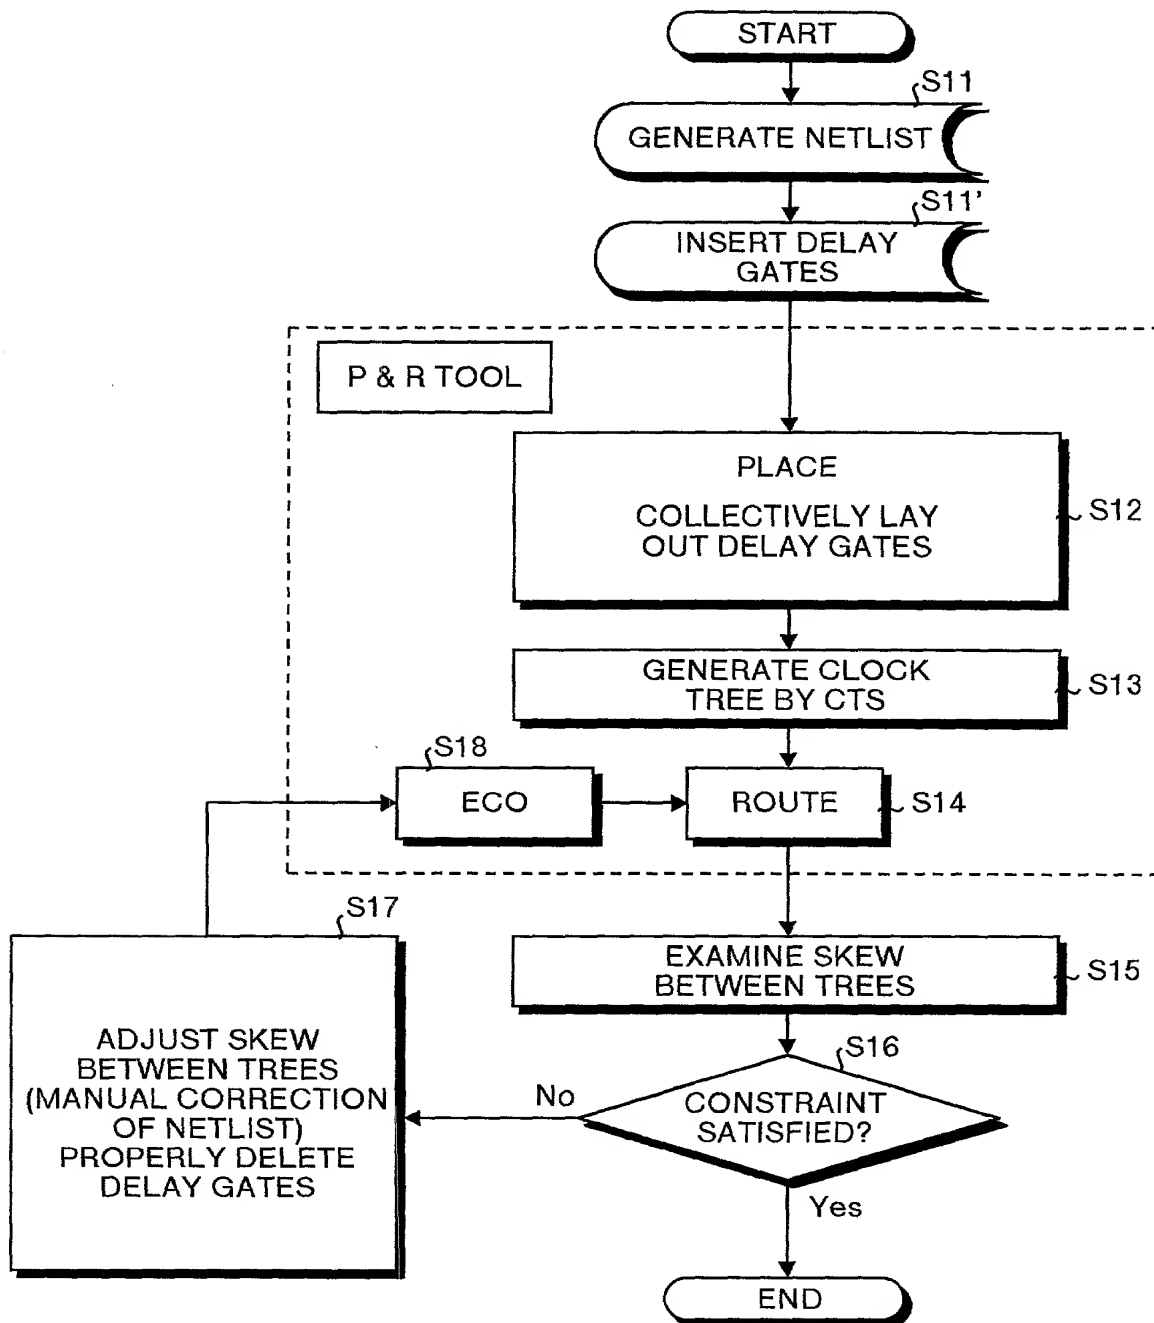 START
S11
GENERATE NETLIST
S11'
INSERT DELAY
GATES
P & R TOOL
PLACE
COLLECTIVELY LAY
OUT DELAY GATES
S12
GENERATE CLOCK
TREE BY CTS
S13
S18
ECO
ROUTE
S14
S17
EXAMINE SKEW
BETWEEN TREES
S15
ADJUST SKEW
BETWEEN TREES
(MANUAL CORRECTION
OF NETLIST)
PROPERLY DELETE
DELAY GATES
S16
No
CONSTRAINT
SATISFIED?
Yes
END